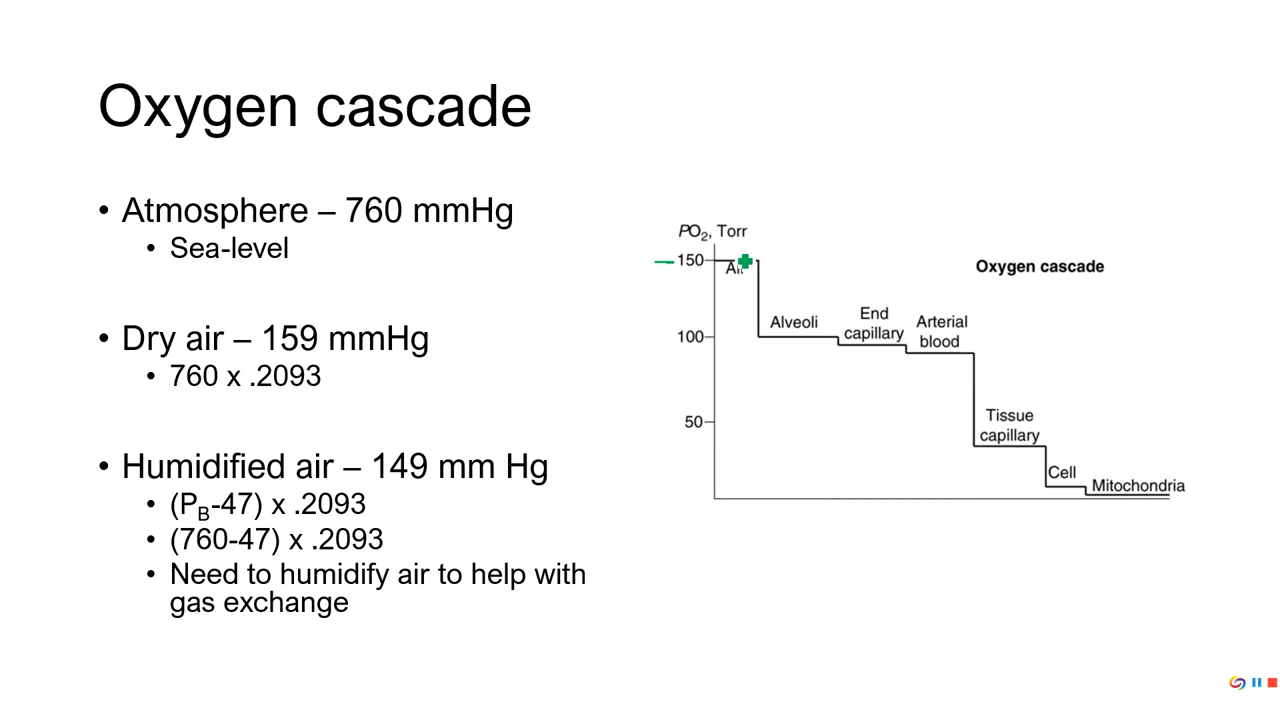 Oxygen cascade
• Atmosphere – 760 mmHg
• Sea-level
• Dry air – 159 mmHg
• 760 x .2093
• Humidified air – 149 mm Hg
• (PB-47) x .2093
• (760-47) x .2093
• Need to humidify air to help with
gas exchange
PO2, Torr
150
100
50
Oxygen cascade
Alveoli
End
capillary
Arterial
blood
Tissue
capillary
Cell
Mitochondria